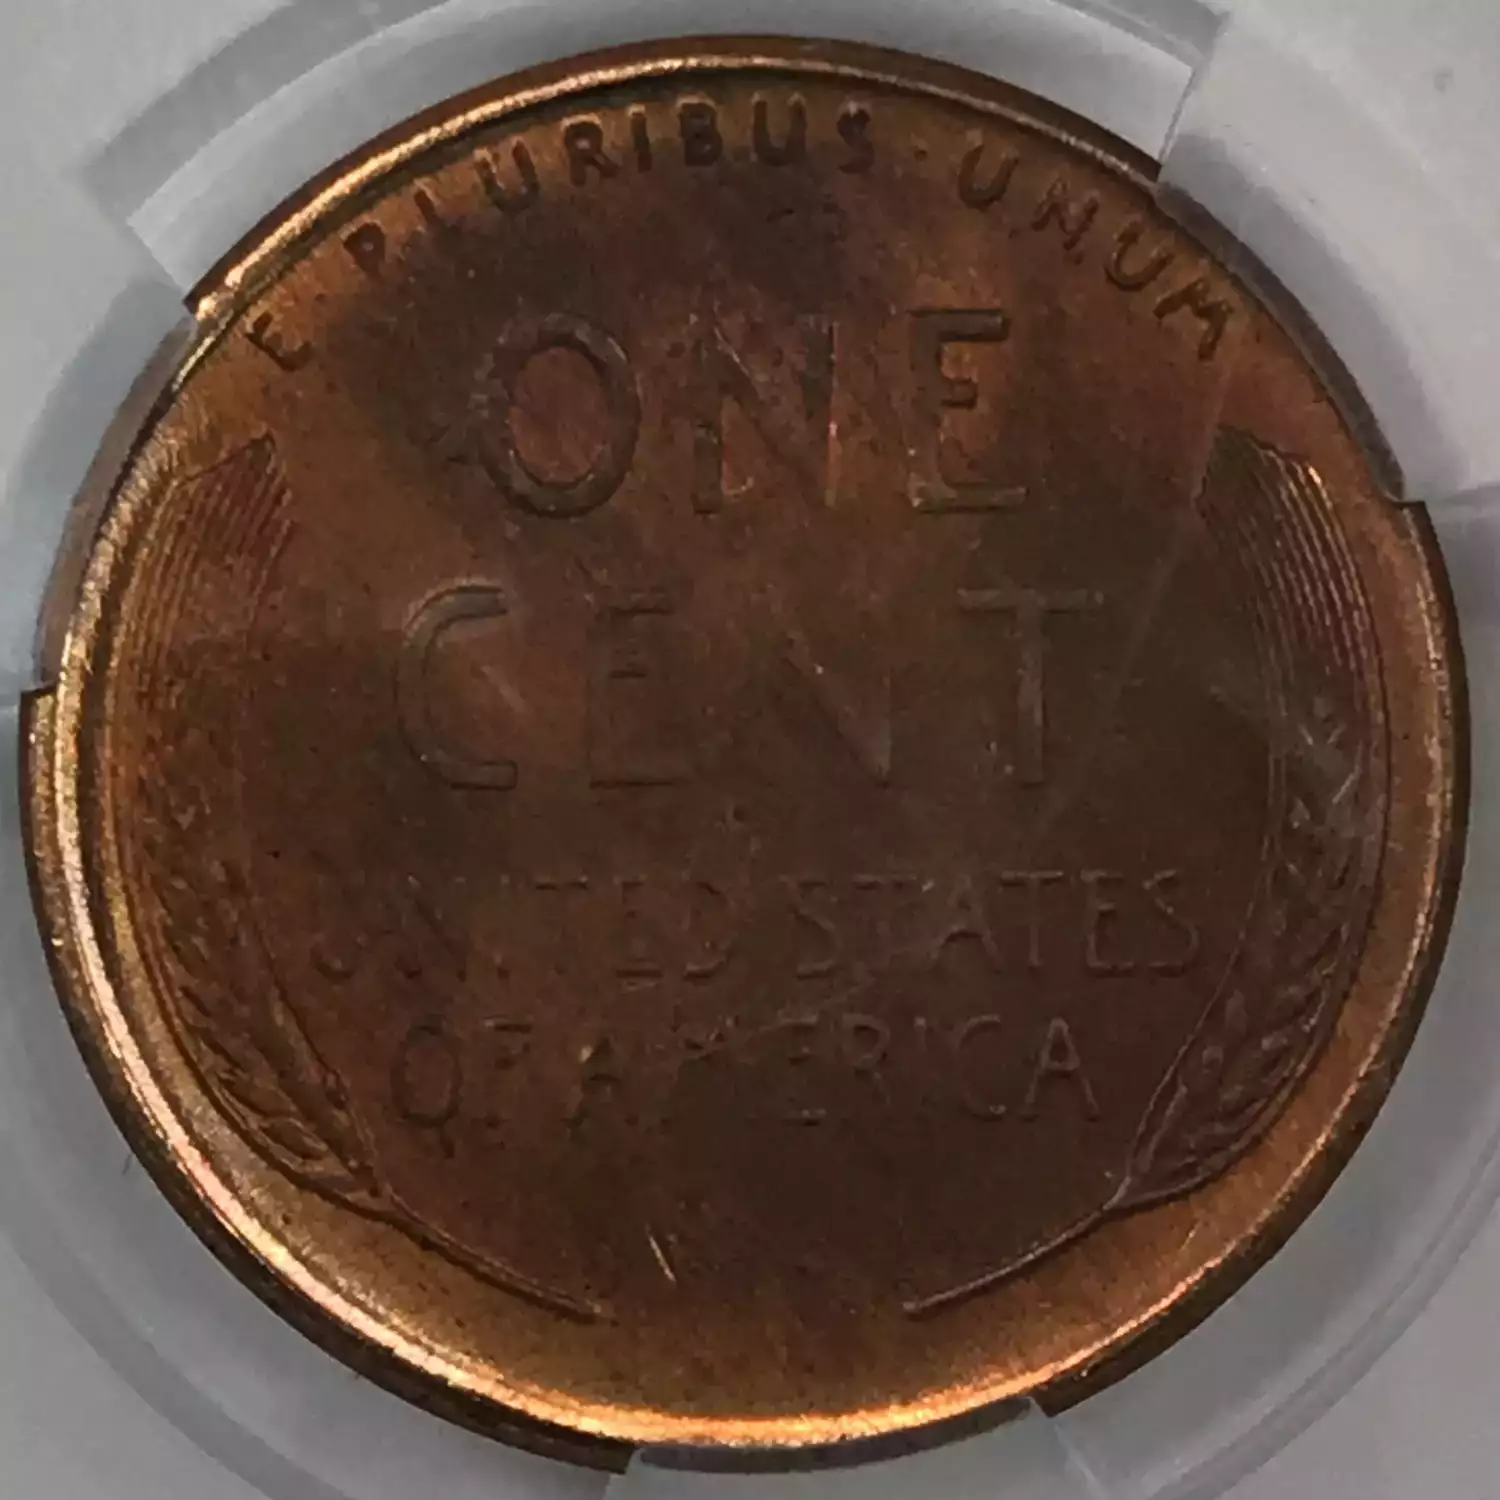 E PLURIBUS · UNUM
ONE
CENT
UNITED STATES
OF AMERICA